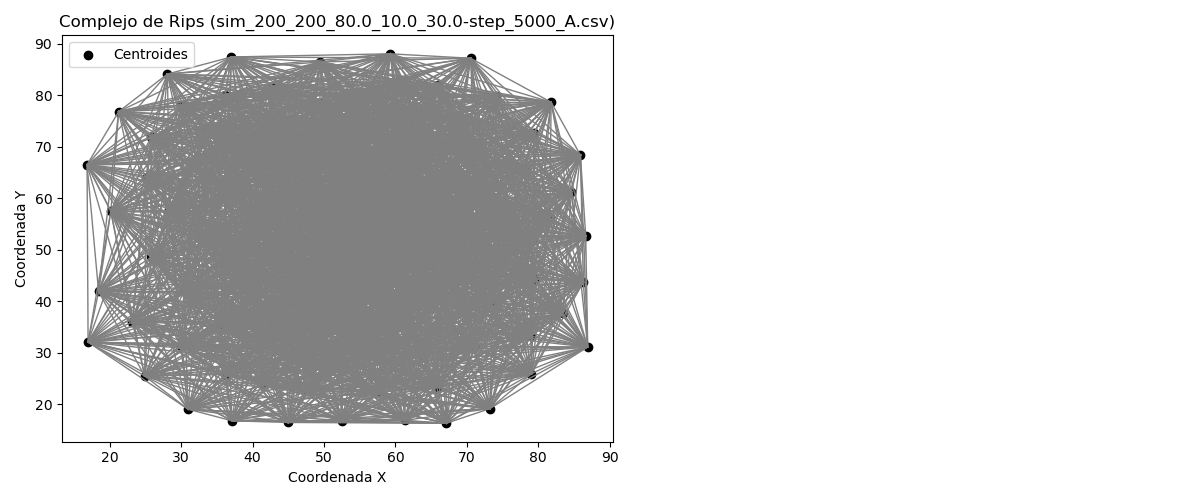 Complejo de Rips (sim_200_200_80.0_10.0_30.0-step_5000_A.csv)
Centroides
90
80
70
60
50
40
30
20
Coordenada Y
20 30 40 50 60 70 80 90
Coordenada X